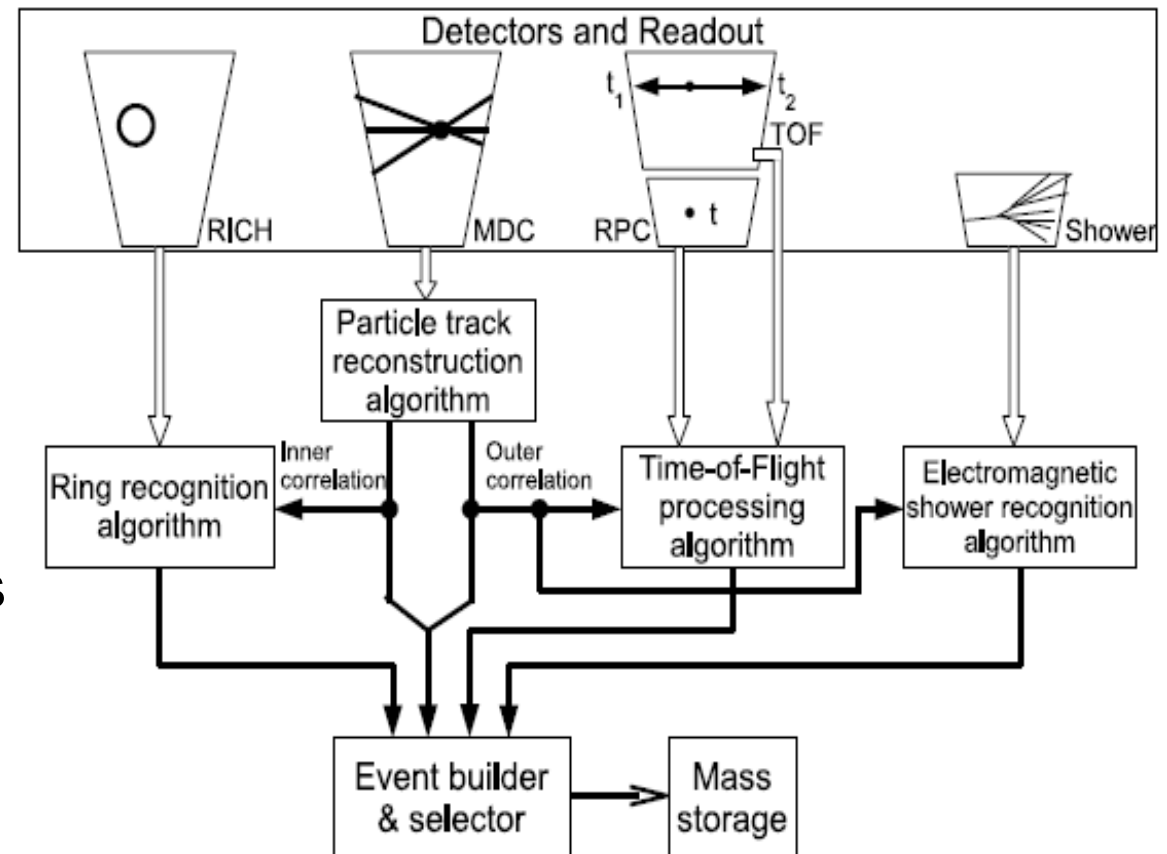 Detectors and Readout
t1
t2
TOF
t
RICH
MDC
RPC
Shower
Particle track
reconstruction
algorithm
Inner
correlation
Outer
correlation
Ring recognition
algorithm
Time-of-Flight
processing
algorithm
Electromagnetic
shower recognition
algorithm
s
Event builder
& selector
Mass
storage